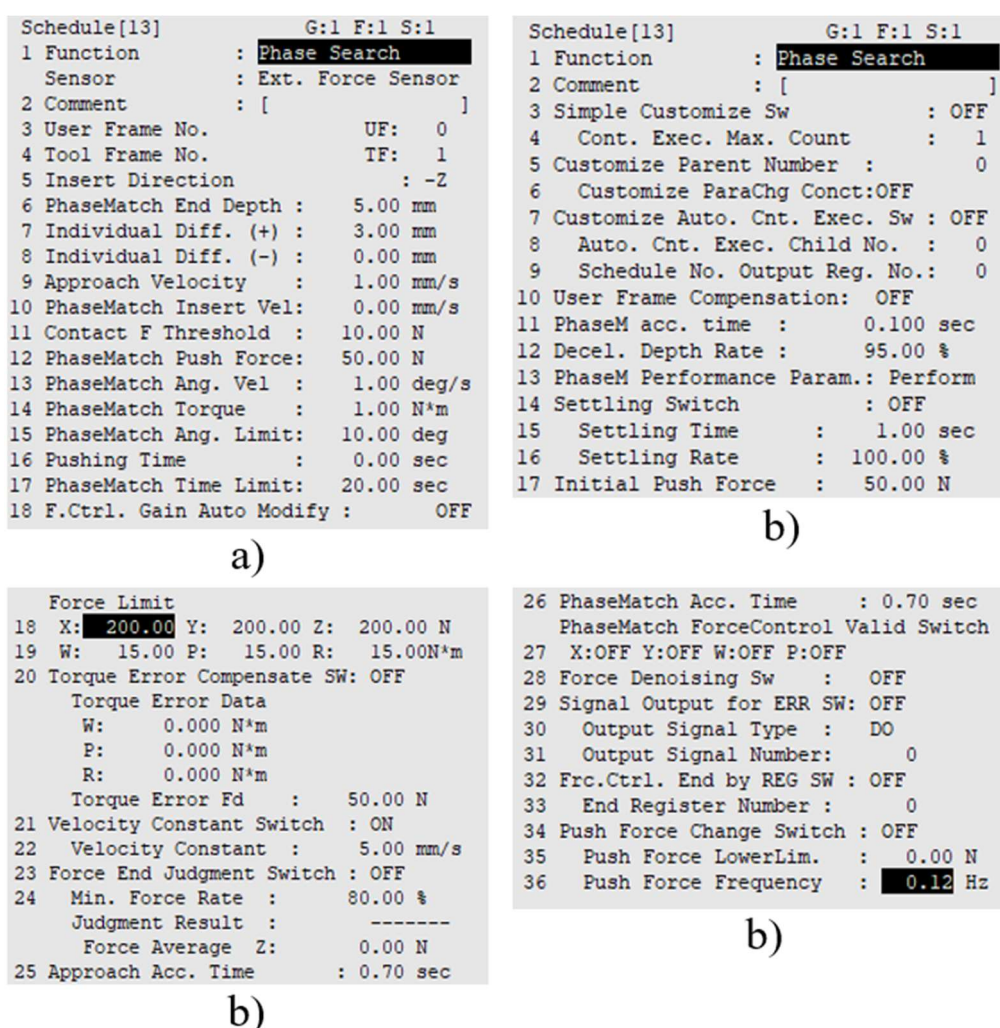 Schedule[13] G:1 F:1 S:1
1 Function : Phase Search
Sensor : Ext. Force Sensor
2 Comment : [ ]
3 User Frame No. UF: 0
4 Tool Frame No. TF: 1
5 Insert Direction : -Z
6 PhaseMatch End Depth : 5.00 mm
7 Individual Diff. (+) : 3.00 mm
8 Individual Diff. (-) : 0.00 mm
9 Approach Velocity : 1.00 mm/s
10 PhaseMatch Insert Vel: 0.00 mm/s
11 Contact F Threshold : 10.00 N
12 PhaseMatch Push Force: 50.00 N
13 PhaseMatch Ang. Vel : 1.00 deg/s
14 PhaseMatch Torque : 1.00 N*m
15 PhaseMatch Ang. Limit: 10.00 deg
16 Pushing Time : 0.00 sec
17 PhaseMatch Time Limit: 20.00 sec
18 F.Ctrl. Gain Auto Modify : OFF
a)
Schedule[13] G:1 F:1 S:1
1 Function : Phase Search
2 Comment : [ ]
3 Simple Customize Sw : OFF
4 Cont. Exec. Max. Count : 1
5 Customize Parent Number : 0
6 Customize ParaChg Conct:OFF
7 Customize Auto. Cnt. Exec. Sw : OFF
8 Auto. Cnt. Exec. Child No. : 0
9 Schedule No. Output Reg. No.: 0
10 User Frame Compensation: OFF
11 PhaseM acc. time : 0.100 sec
12 Decel. Depth Rate : 95.00 %
13 PhaseM Performance Param.: Perform
14 Settling Switch : OFF
15 Settling Time : 1.00 sec
16 Settling Rate : 100.00 %
17 Initial Push Force : 50.00 N
b)
Force Limit
18 X: 200.00 Y: 200.00 Z: 200.00 N
19 W: 15.00 P: 15.00 R: 15.00N*m
20 Torque Error Compensate SW: OFF
Torque Error Data
W: 0.000 N*m
P: 0.000 N*m
R: 0.000 N*m
Torque Error Fd : 50.00 N
21 Velocity Constant Switch : ON
22 Velocity Constant : 5.00 mm/s
23 Force End Judgment Switch : OFF
24 Min. Force Rate : 80.00 %
Judgment Result : -------
Force Average Z: 0.00 N
25 Approach Acc. Time : 0.70 sec
b)
26 PhaseMatch Acc. Time : 0.70 sec
PhaseMatch ForceControl Valid Switch
27 X:OFF Y:OFF W:OFF P:OFF
28 Force Denoising Sw : OFF
29 Signal Output for ERR SW: OFF
30 Output Signal Type : DO
31 Output Signal Number: 0
32 Frc.Ctrl. End by REG SW : OFF
33 End Register Number : 0
34 Push Force Change Switch : OFF
35 Push Force LowerLim. : 0.00 N
36 Push Force Frequency : 0.12 Hz
b)